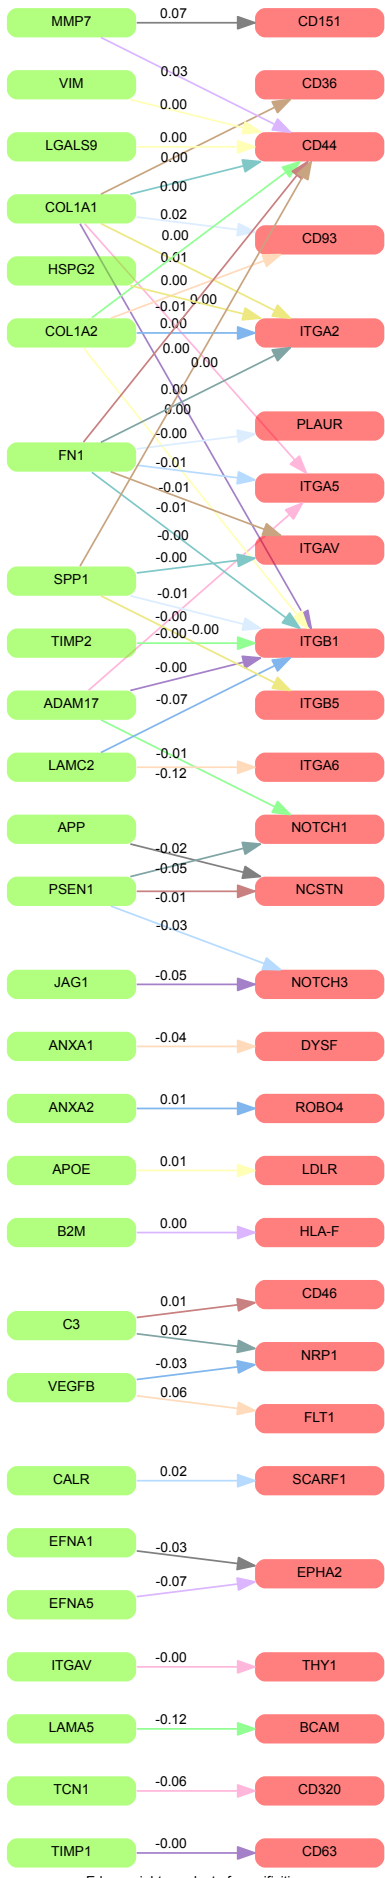 MMP7 0.07 CD151
0.03
VIM CD36
0.00
LGALS9 0.00 CD44
0.00
0.00
COL1A1
0.02
0.00 CD93
0.01
HSPG2
0.00
0.00
-0.01
COL1A2 0.00 ITGA2
0.00
0.00
0.00
0.00
PLAUR
-0.00
FN1
-0.01
-0.01 ITGA5
-0.01
-0.00 ITGAV
-0.00
SPP1
-0.01
-0.00
TIMP2 -0.00 -0.00 ITGB1
-0.00
ADAM17 -0.07 ITGB5
-0.01
LAMC2 -0.12 ITGA6
APP NOTCH1
-0.02
-0.05
PSEN1 -0.01 NCSTN
-0.03
JAG1 -0.05 NOTCH3
ANXA1 -0.04 DYSF
ANXA2 0.01 ROBO4
APOE 0.01 LDLR
B2M 0.00 HLA-F
0.01 CD46
C3 0.02
-0.03 NRP1
VEGFB 0.06
FLT1
CALR 0.02 SCARF1
EFNA1 -0.03
EPHA2
EFNA5 -0.07
ITGAV -0.00 THY1
LAMA5 -0.12 BCAM
TCN1 -0.06 CD320
TIMP1 -0.00 CD63